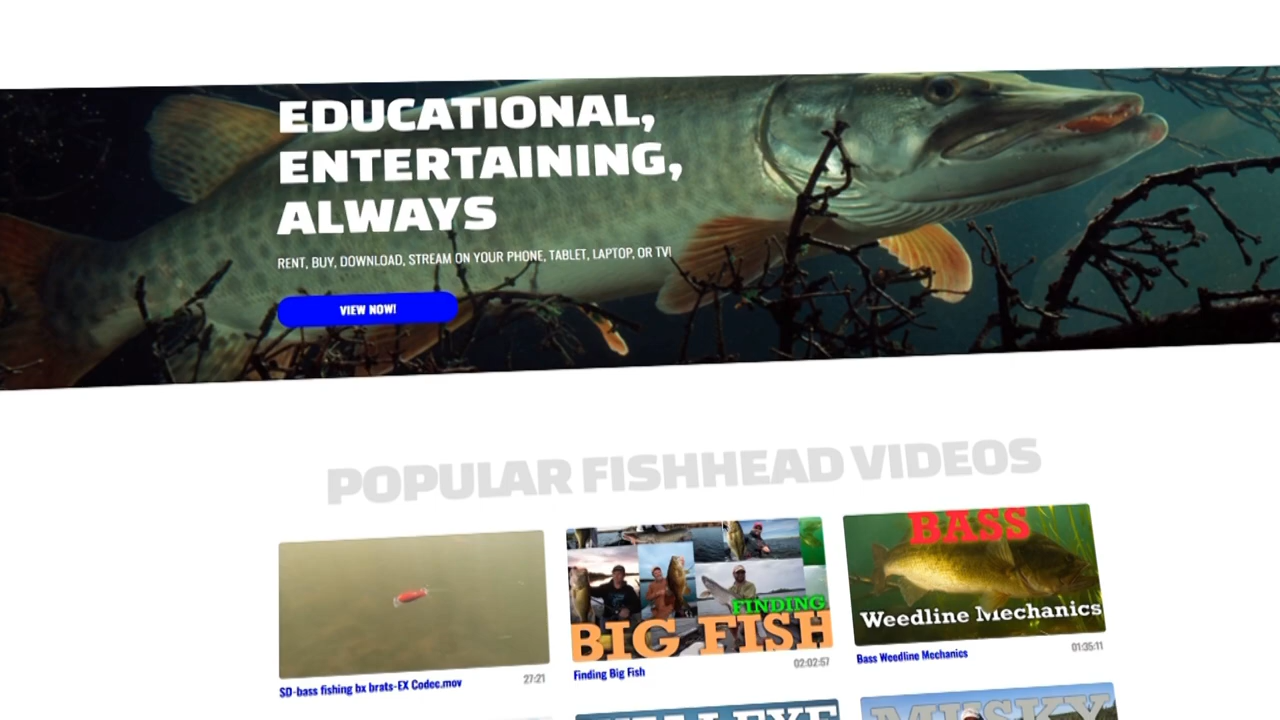 EDUCATIONAL,
ENTERTAINING,
ALWAYS
RENT, BUY, DOWNLOAD, STREAM ON YOUR PHONE, TABLET, LAPTOP, OR TV!
VIEW NOW!
POPULAR FISHHEAD VIDEOS
FINDING
BIG FISH
BASS
Weedline Mechanics
SD-bass fishing bx brats-EX Codec.mov
27:21
Finding Big Fish
02:02:57
Bass Weedline Mechanics
01:35:11
WALLEYE
MUSKY